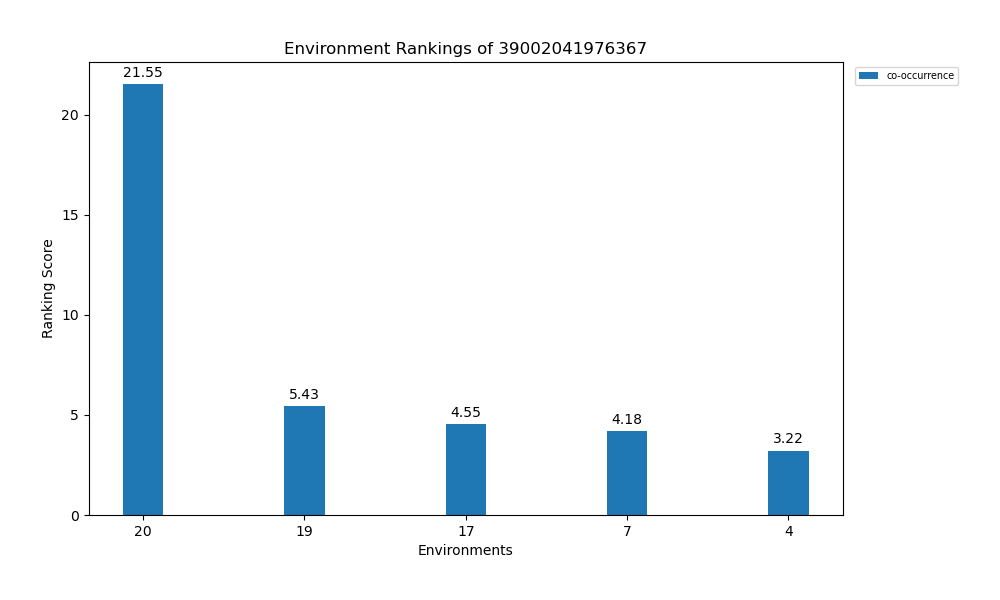 Environment Rankings of 39002041976367
co-occurrence
21.55
5.43
4.55
4.18
3.22
Ranking Score
20
15
10
5
0
20 19 17 7 4
Environments